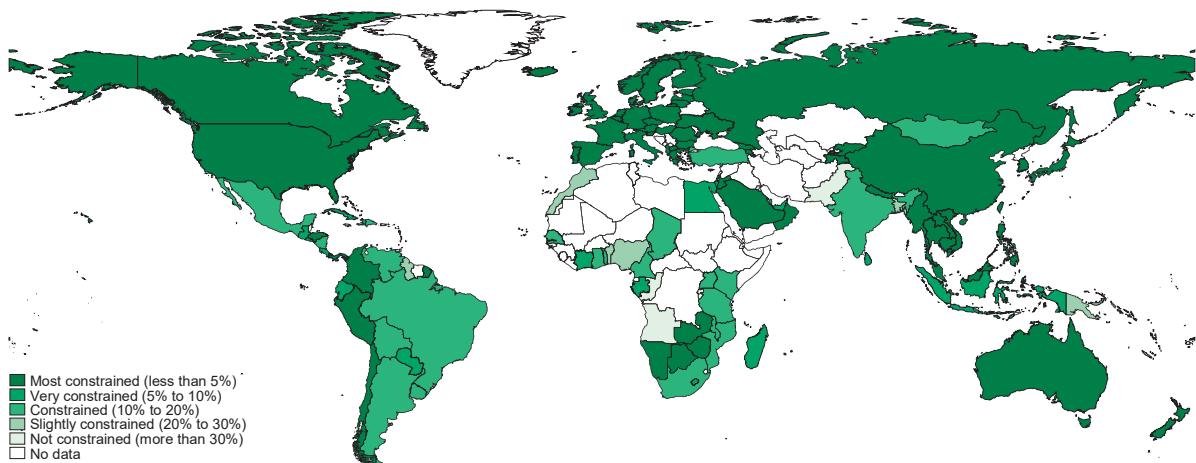 Most constrained (less than 5%)
Very constrained (5% to 10%)
Constrained (10% to 20%)
Slightly constrained (20% to 30%)
Not constrained (more than 30%)
No data